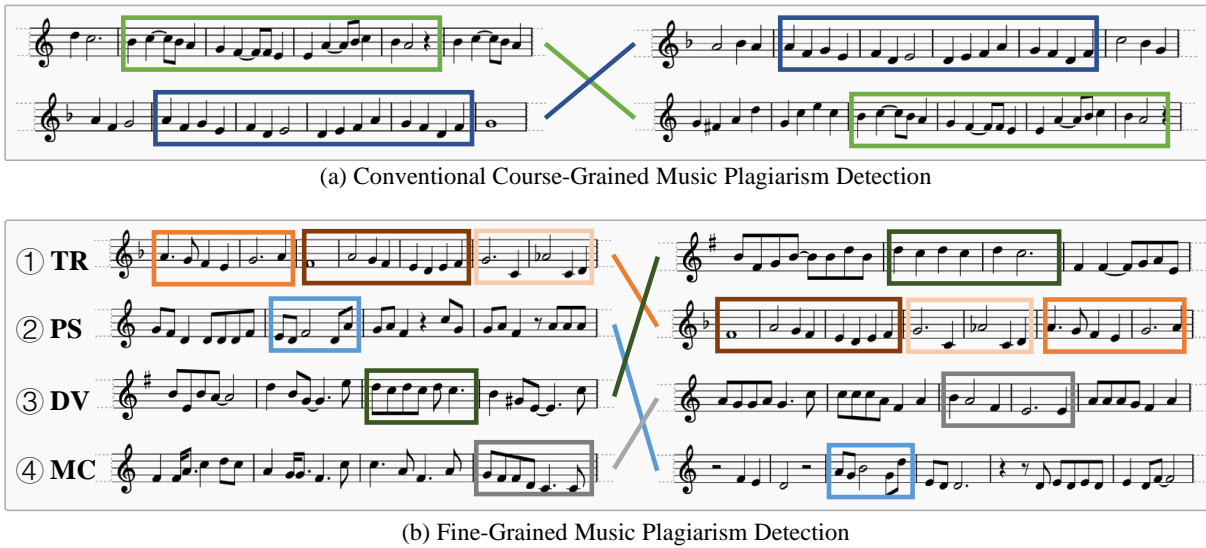 (a) Conventional Course-Grained Music Plagiarism Detection
① TR
② PS
③ DV
④ MC
(b) Fine-Grained Music Plagiarism Detection